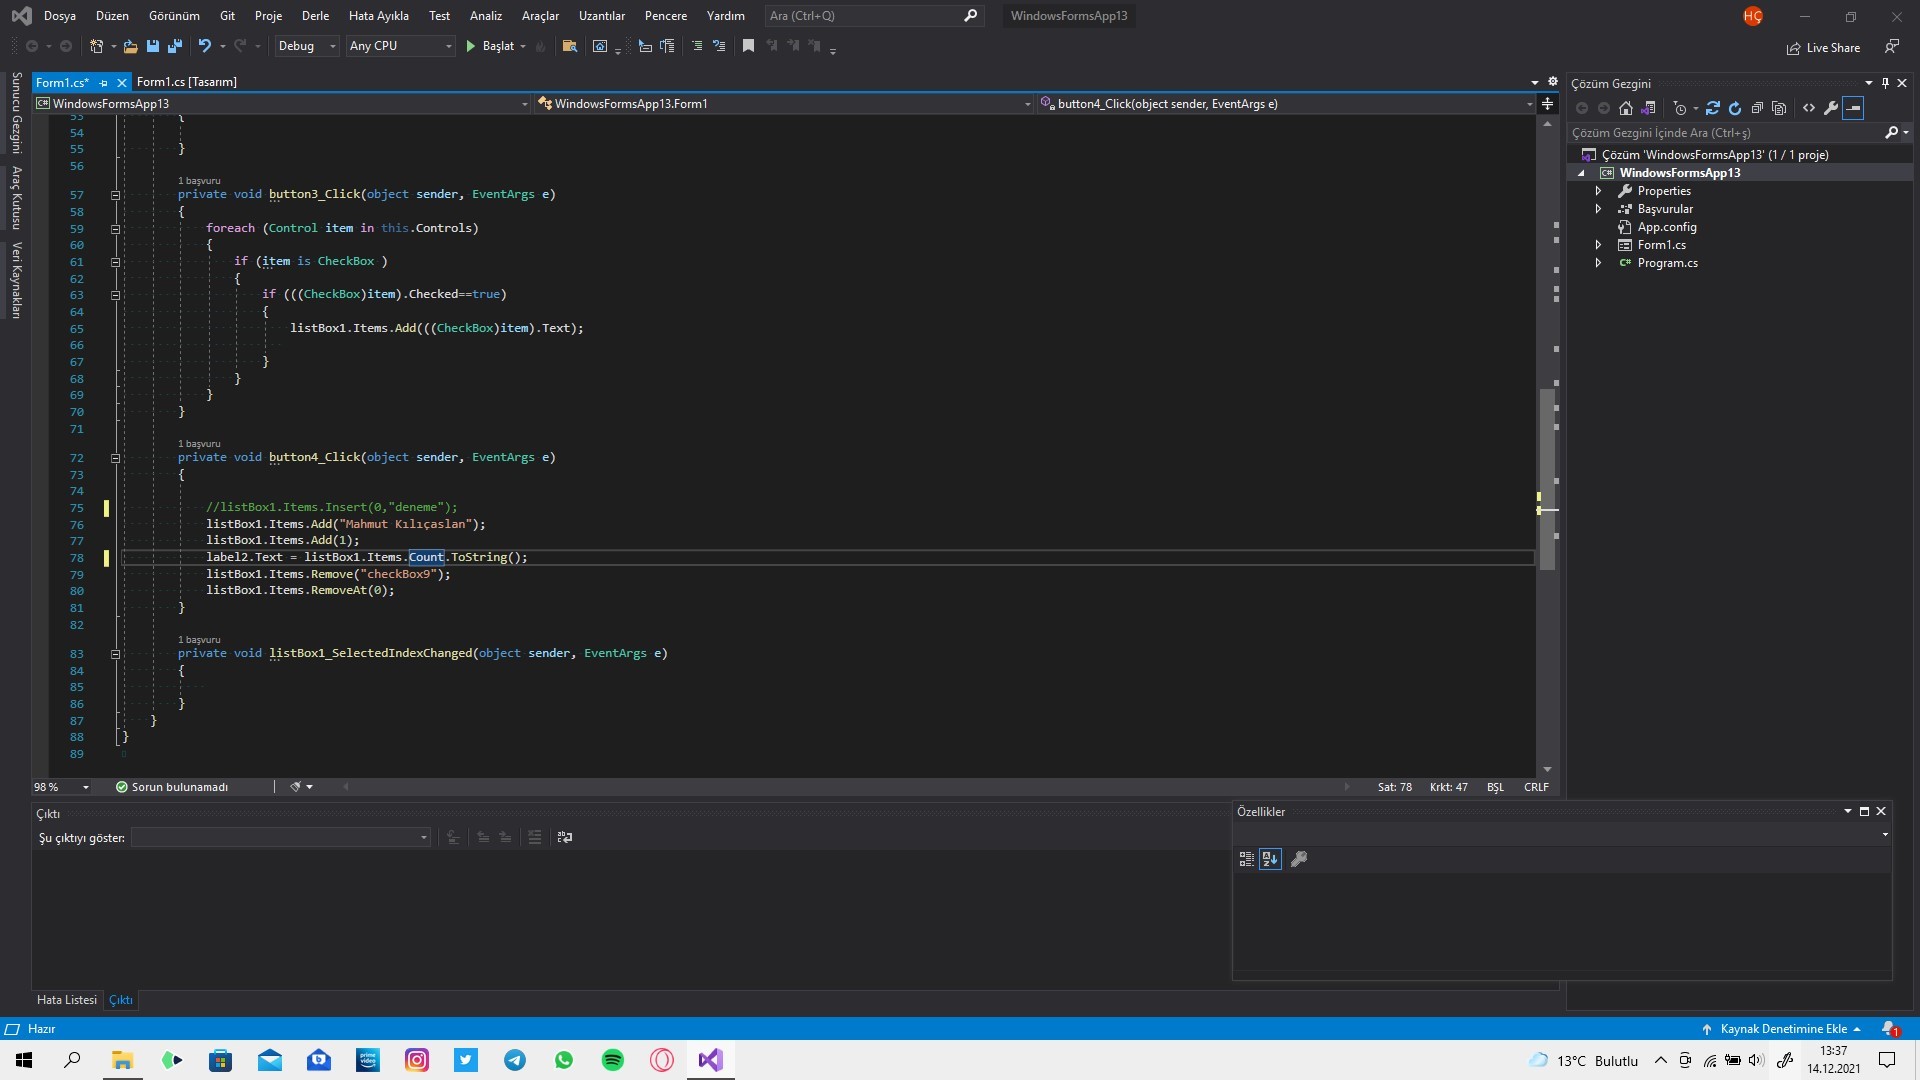 Dosya Düzen Görünüm Git Proje Derle Hata Ayıkla Test Analiz Araçlar Uzantılar Pencere Yardım Ara (Ctrl+Q) WindowsFormsApp13 HÇ
Debug Any CPU Başlat Live Share
Form1.cs* Form1.cs [Tasarım]
WindowsFormsApp13 WindowsFormsApp13.Form1 button4_Click(object sender, EventArgs e)
Sunucu Gezgini
Araç Kutusu
Veri Kaynakları
53 {
54
55 }
56
1 başvuru
57 private void button3_Click(object sender, EventArgs e)
58 {
59 foreach (Control item in this.Controls)
60 {
61 if (item is CheckBox )
62 {
63 if (((CheckBox)item).Checked==true)
64 {
65 listBox1.Items.Add(((CheckBox)item).Text);
66
67 }
68 }
69 }
70 }
71
1 başvuru
72 private void button4_Click(object sender, EventArgs e)
73 {
74
75 //listBox1.Items.Insert(0,"deneme");
76 listBox1.Items.Add("Mahmut Kılıçaslan");
77 listBox1.Items.Add(1);
78 label2.Text = listBox1.Items.Count.ToString();
79 listBox1.Items.Remove("checkBox9");
80 listBox1.Items.RemoveAt(0);
81 }
82
1 başvuru
83 private void listBox1_SelectedIndexChanged(object sender, EventArgs e)
84 {
85
86 }
87 }
88 }
89
98 % Sorun bulunamadı Sat: 78 Krkt: 47 BŞL CRLF
Çıktı
Şu çıktıyı göster:
Hata Listesi Çıktı
Çözüm Gezgini
Çözüm Gezgini İçinde Ara (Ctrl+ş)
Çözüm 'WindowsFormsApp13' (1 / 1 proje)
C# WindowsFormsApp13
Properties
Başvurular
App.config
Form1.cs
C# Program.cs
Özellikler
Hazır Kaynak Denetimine Ekle 1
prime video
13°C Bulutlu 13:37
14.12.2021